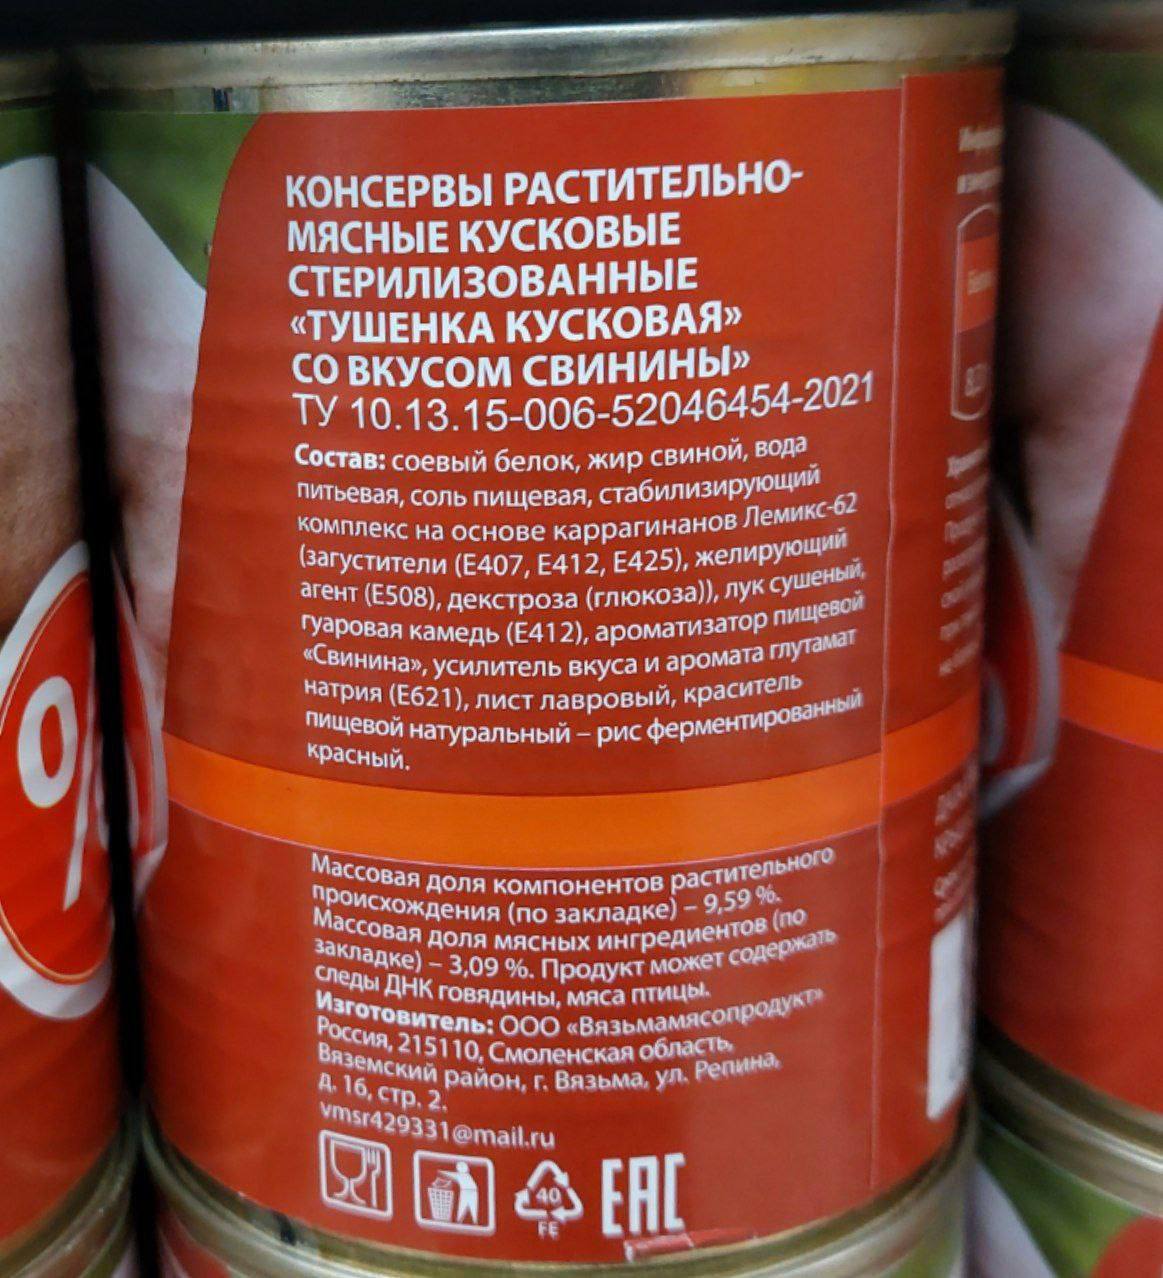 КОНСЕРВЫ РАСТИТЕЛЬНО-
МЯСНЫЕ КУСКОВЫЕ
СТЕРИЛИЗОВАННЫЕ
«ТУШЕНКА КУСКОВАЯ»
СО ВКУСОМ СВИНИНЫ»
ТУ 10.13.15-006-52046454-2021
Состав: соевый белок, жир свиной, вода
питьевая, соль пищевая, стабилизирующий
комплекс на основе каррагинанов Лемикс-62
(загустители (Е407, Е412, Е425), желирующий
агент (Е508), декстроза (глюкоза)), лук сушеный,
гуаровая камедь (Е412), ароматизатор пищевой
«Свинина», усилитель вкуса и аромата глутамат
натрия (Е621), лист лавровый, краситель
пищевой натуральный – рис ферментированный
красный.
Массовая доля компонентов растительного
происхождения (по закладке) – 9,59 %.
Массовая доля мясных ингредиентов (по
закладке) – 3,09 %. Продукт может содержать
следы ДНК говядины, мяса птицы.
Изготовитель: ООО «Вязьмамясопродукт»
Россия, 215110, Смоленская область,
Вяземский район, г. Вязьма, ул. Репина,
д. 16, стр. 2.
vmsr429331@mail.ru
40
FE
EAC
%